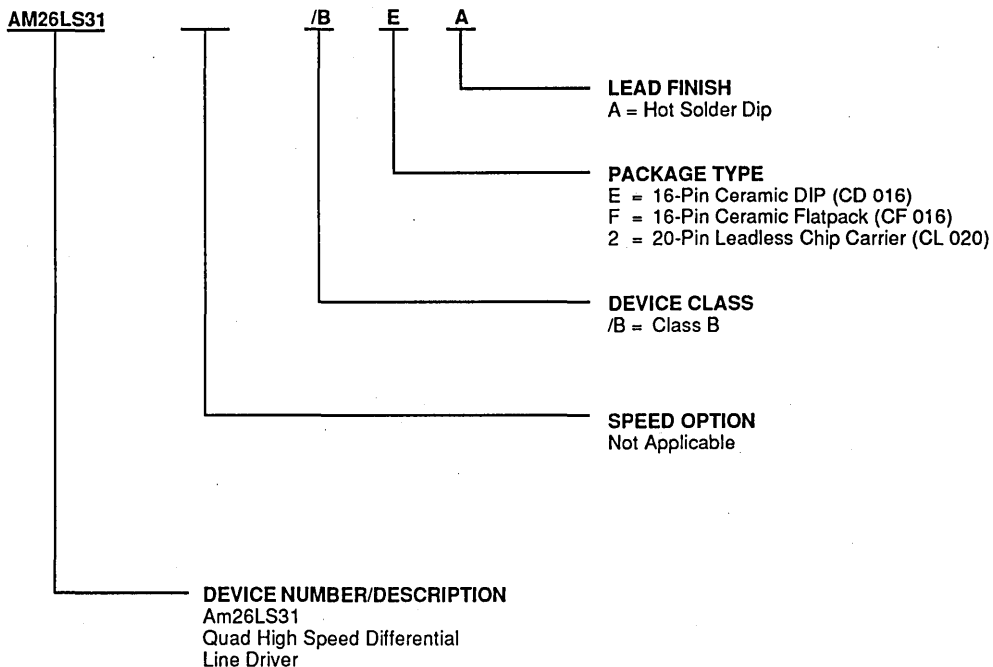 AM26LS31 /B E A
LEAD FINISH
A = Hot Solder Dip
PACKAGE TYPE
E = 16-Pin Ceramic DIP (CD 016)
F = 16-Pin Ceramic Flatpack (CF 016)
2 = 20-Pin Leadless Chip Carrier (CL 020)
DEVICE CLASS
/B = Class B
SPEED OPTION
Not Applicable
DEVICE NUMBER/DESCRIPTION
Am26LS31
Quad High Speed Differential
Line Driver